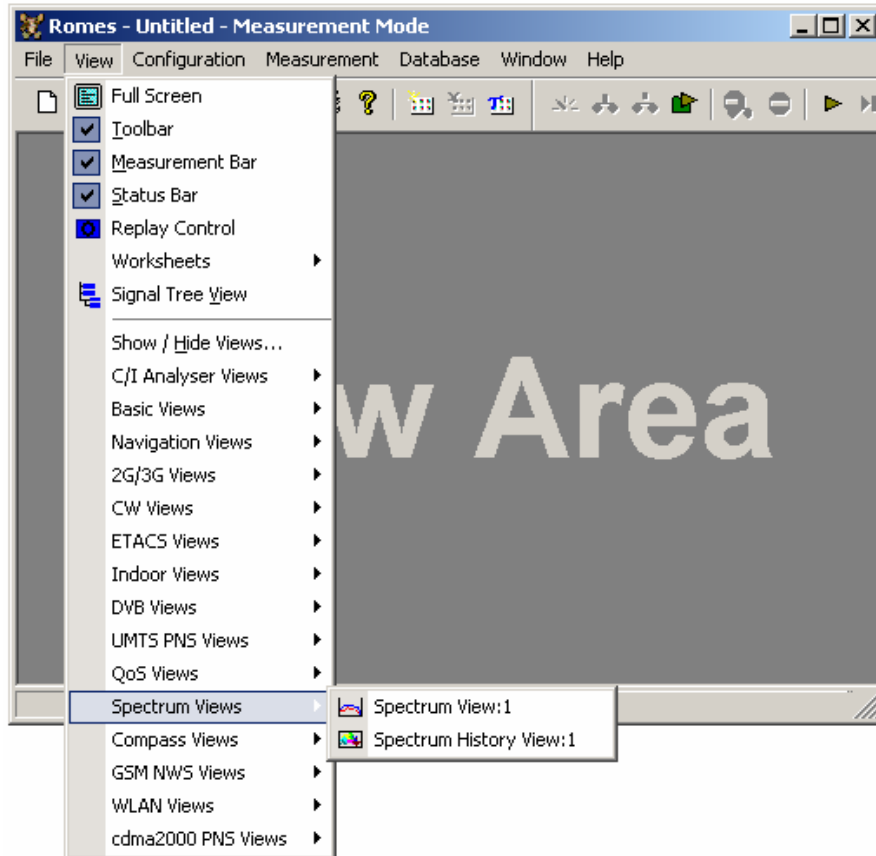 Romes - Untitled - Measurement Mode
File View Configuration Measurement Database Window Help
Full Screen
Toolbar
Measurement Bar
Status Bar
Replay Control
Worksheets
Signal Tree View
Show / Hide Views...
C/I Analyser Views
Basic Views
Navigation Views
2G/3G Views
CW Views
ETACS Views
Indoor Views
DVB Views
UMTS PNS Views
QoS Views
Spectrum Views
Compass Views
GSM NWS Views
WLAN Views
cdma2000 PNS Views
w Area
Spectrum View:1
Spectrum History View:1